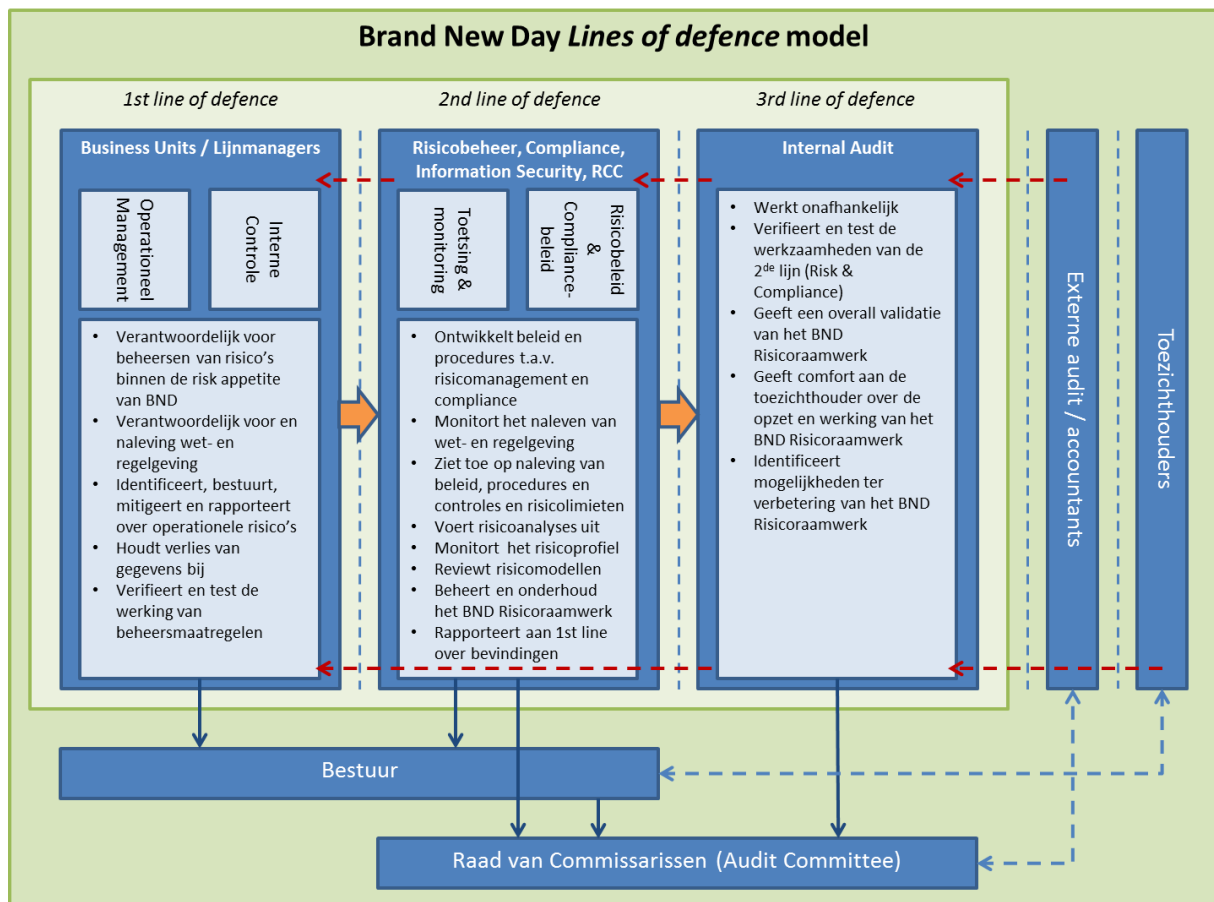 Brand New Day Lines of defence model
1st line of defence
2nd line of defence
3rd line of defence
Business Units / Lijnmanagers
Operationeel
Management
Interne
Controle
• Verantwoordelijk voor
beheersen van risico's
binnen de risk appetite
van BND
• Verantwoordelijk voor en
naleving wet- en
regelgeving
• Identificeert, bestuurt,
mitigeert en rapporteert
over operationele risico's
• Houdt verlies van
gegevens bij
• Verifieert en test de
werking van
beheersmaatregelen
Risicobeheer, Compliance,
Information Security, RCC
Toetsing &
monitoring
Risicobeleid
&
Compliance-
beleid
• Ontwikkelt beleid en
procedures t.a.v.
risicomanagement en
compliance
• Monitort het naleven van
wet- en regelgeving
• Ziet toe op naleving van
beleid, procedures en
controles en risicolimieten
• Voert risicoanalyses uit
• Monitort het risicoprofiel
• Reviewt risicomodellen
• Beheert en onderhoud
het BND Risicoraamwerk
• Rapporteert aan 1st line
over bevindingen
Internal Audit
• Werkt onafhankelijk
• Verifieert en test de
werkzaamheden van de
2de lijn (Risk &
Compliance)
• Geeft een overall validatie
van het BND
Risicoraamwerk
• Geeft comfort aan de
toezichthouder over de
opzet en werking van het
BND Risicoraamwerk
• Identificeert
mogelijkheden ter
verbetering van het BND
Risicoraamwerk
Externe audit / accountants
Toezichthouders
Bestuur
Raad van Commissarissen (Audit Committee)